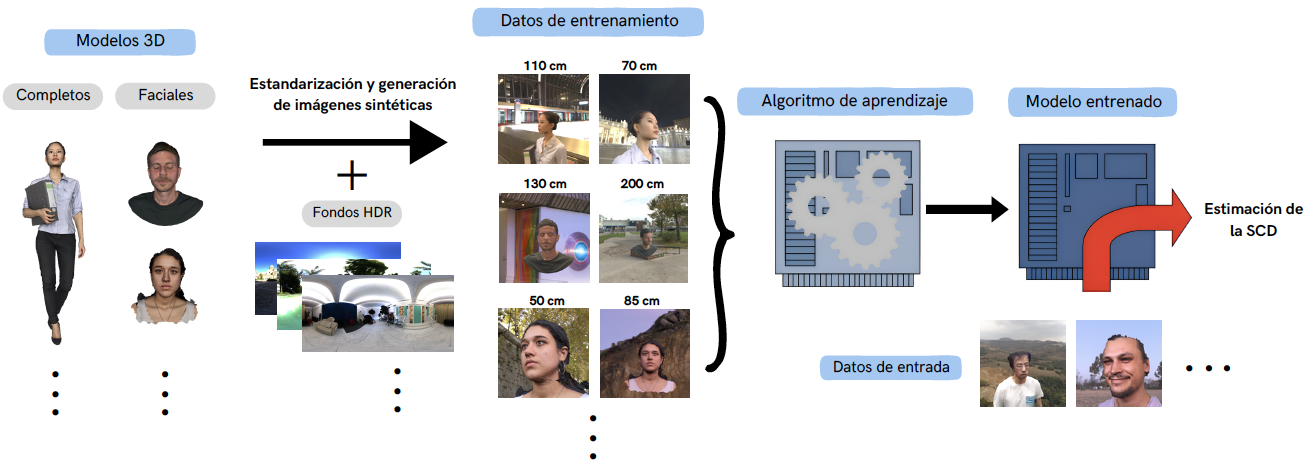 Modelos 3D
Completos
Faciales
Estandarización y generación
de imágenes sintéticas
Fondos HDR
Datos de entrenamiento
110 cm
70 cm
130 cm
200 cm
50 cm
85 cm
Algoritmo de aprendizaje
Modelo entrenado
Estimación de
la SCD
Datos de entrada